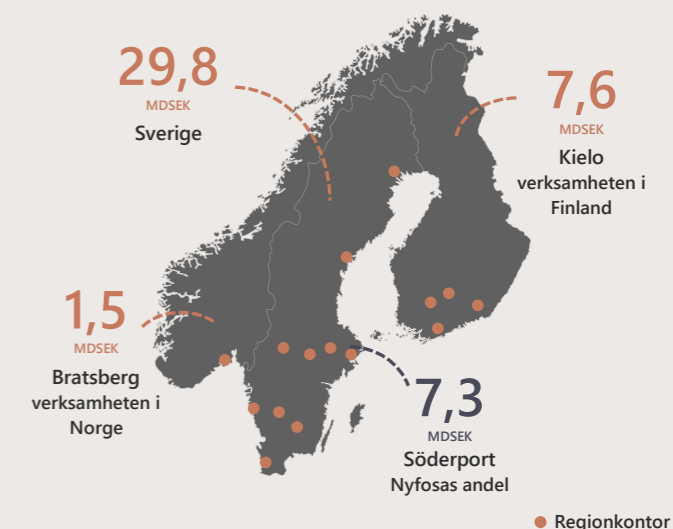 29,8
MDSEK
Sverige
7,6
MDSEK
Kielo
verksamheten i
Finland
1,5
MDSEK
Bratsberg
verksamheten i
Norge
7,3
MDSEK
Söderport
Nyfosas andel
Regionkontor